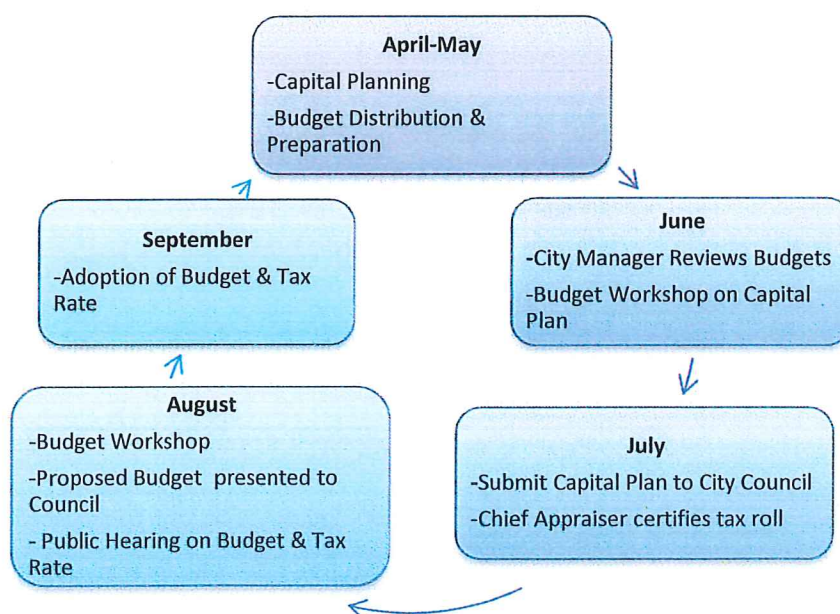 April-May
-Capital Planning
-Budget Distribution &
Preparation
June
-City Manager Reviews Budgets
-Budget Workshop on Capital
Plan
July
-Submit Capital Plan to City Council
-Chief Appraiser certifies tax roll
August
-Budget Workshop
-Proposed Budget presented to
Council
- Public Hearing on Budget & Tax
Rate
September
-Adoption of Budget & Tax
Rate